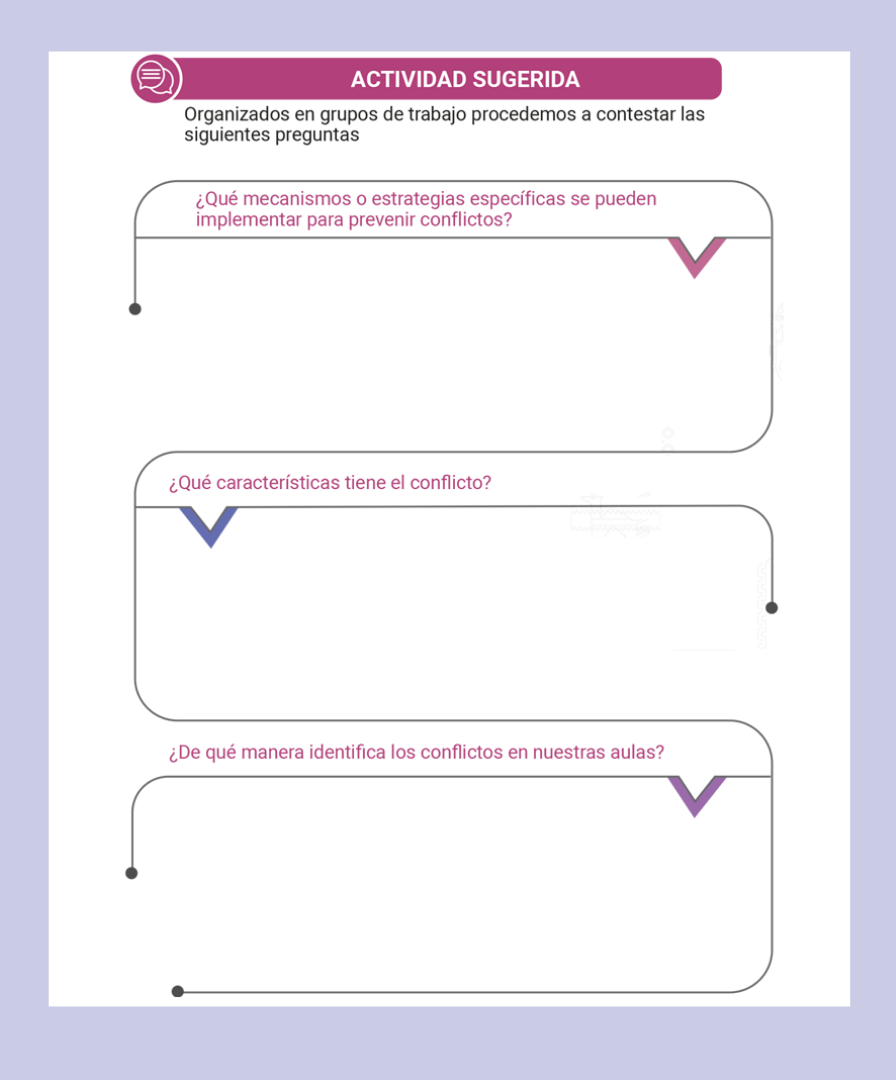 ACTIVIDAD SUGERIDA
Organizados en grupos de trabajo procedemos a contestar las
siguientes preguntas
¿Qué mecanismos o estrategias específicas se pueden
implementar para prevenir conflictos?
¿Qué características tiene el conflicto?
¿De qué manera identifica los conflictos en nuestras aulas?